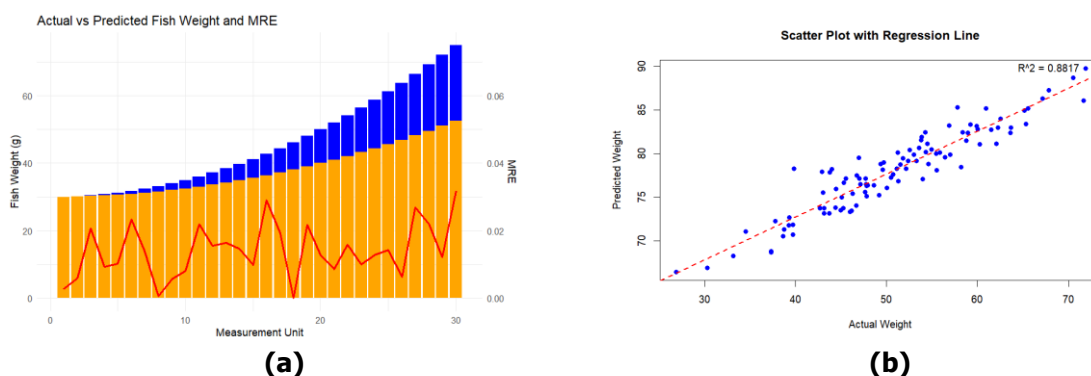 Actual vs Predicted Fish Weight and MRE
Fish Weight (g)
60
40
20
0
0.06
0.04
0.02
0.00
MRE
0
10
20
30
Measurement Unit
(a)
Scatter Plot with Regression Line
R^2 = 0.8817
Predicted Weight
90
85
80
75
70
30
40
50
60
70
Actual Weight
(b)